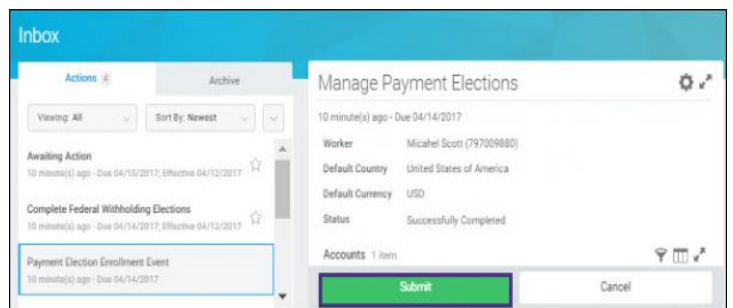 Inbox
Actions 4
Archive
Viewing: All
Sort By: Newest
Awaiting Action
10 minute(s) ago - Due 04/15/2017; Effective 04/12/2017
Complete Federal Withholding Elections
10 minute(s) ago - Due 04/14/2017; Effective 04/12/2017
Payment Election Enrollment Event
10 minute(s) ago - Due 04/14/2017
Manage Payment Elections
10 minute(s) ago - Due 04/14/2017
Worker Micahel Scott (797009880)
Default Country United States of America
Default Currency USD
Status Successfully Completed
Accounts 1 item
Submit
Cancel